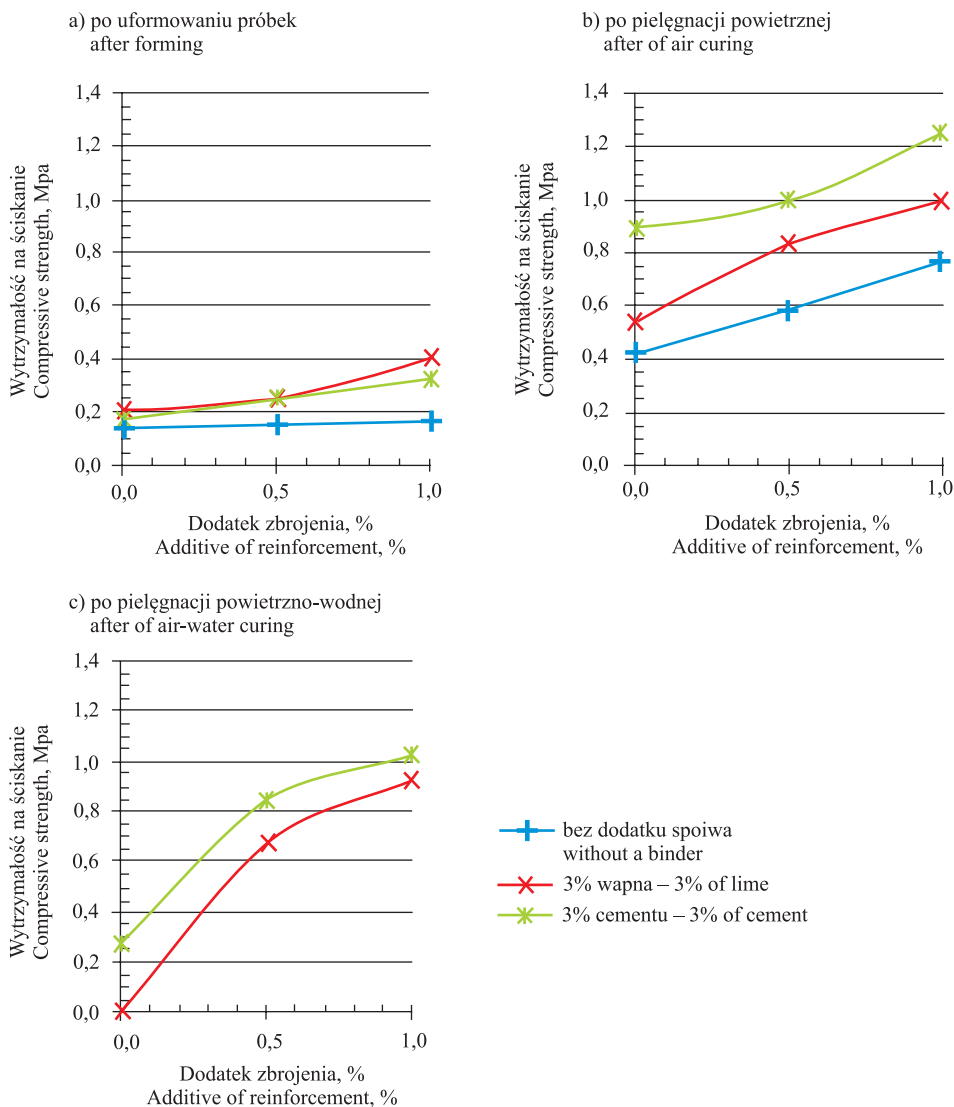 a) po uformowaniu próbek
after forming
Wytrzymałość na ściskanie
Compressive strength, Mpa
1,4
1,2
1,0
0,8
0,6
0,4
0,2
0,0
0,0 0,5 1,0
Dodatek zbrojenia, %
Additive of reinforcement, %
b) po pielęgnacji powietrznej
after of air curing
Wytrzymałość na ściskanie
Compressive strength, Mpa
1,4
1,2
1,0
0,8
0,6
0,4
0,2
0,0
0,0 0,5 1,0
Dodatek zbrojenia, %
Additive of reinforcement, %
c) po pielęgnacji powietrzno-wodnej
after of air-water curing
Wytrzymałość na ściskanie
Compressive strength, Mpa
1,4
1,2
1,0
0,8
0,6
0,4
0,2
0,0
0,0 0,5 1,0
Dodatek zbrojenia, %
Additive of reinforcement, %
bez dodatku spoiwa
without a binder
3% wapna – 3% of lime
3% cementu – 3% of cement